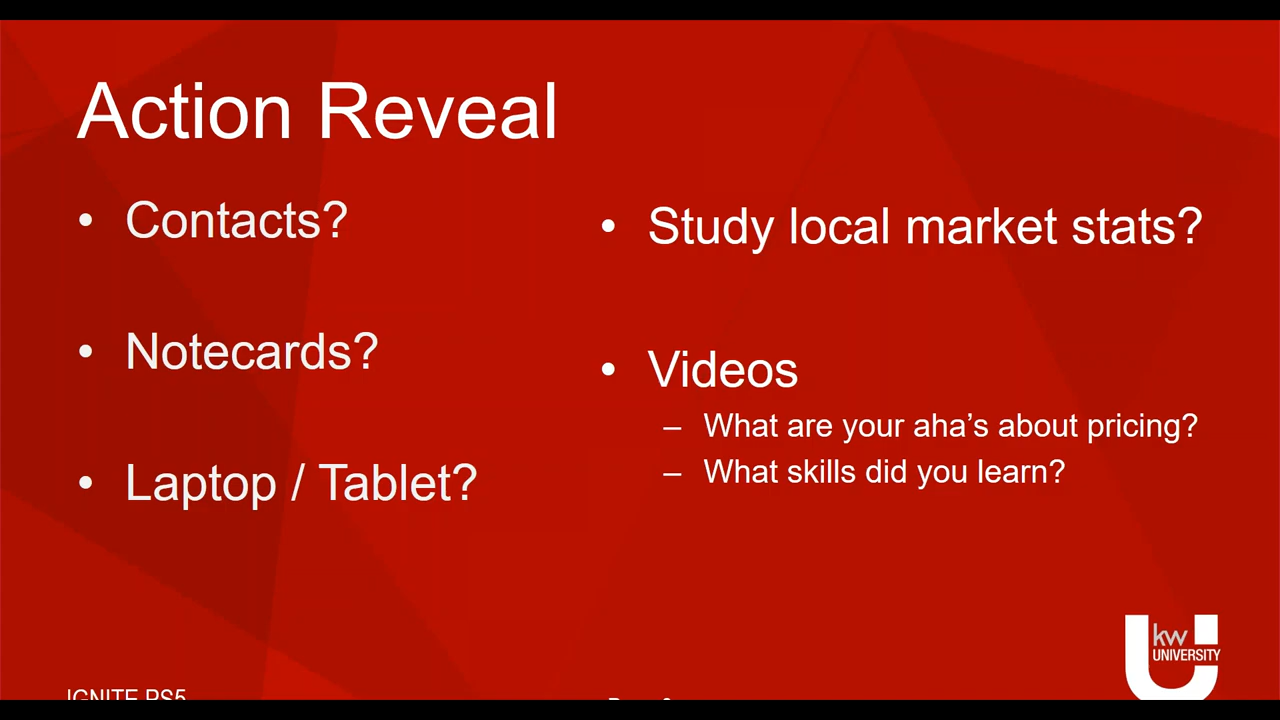 Action Reveal
• Contacts?
• Notecards?
• Laptop / Tablet?
• Study local market stats?
• Videos
– What are your aha’s about pricing?
– What skills did you learn?
kw
UNIVERSITY
IGNITE PS5